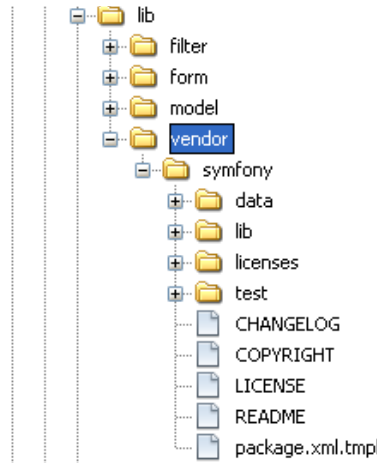 lib
filter
form
model
vendor
symfony
data
lib
licenses
test
CHANGELOG
COPYRIGHT
LICENSE
README
package.xml.tmpl